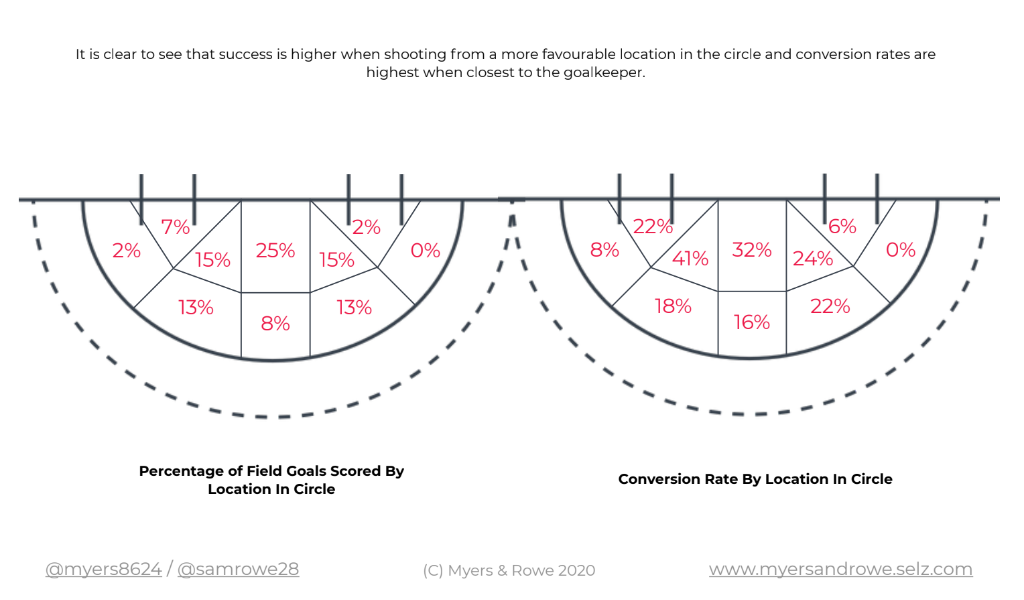 It is clear to see that success is higher when shooting from a more favourable location in the circle and conversion rates are
highest when closest to the goalkeeper.
7%
2%
2%
15%
25%
15%
0%
13%
8%
13%
22%
6%
8%
41%
32%
24%
0%
18%
16%
22%
Percentage of Field Goals Scored By
Location In Circle
Conversion Rate By Location In Circle
@myers8624 / @samrowe28
(C) Myers & Rowe 2020
www.myersandrowe.selz.com